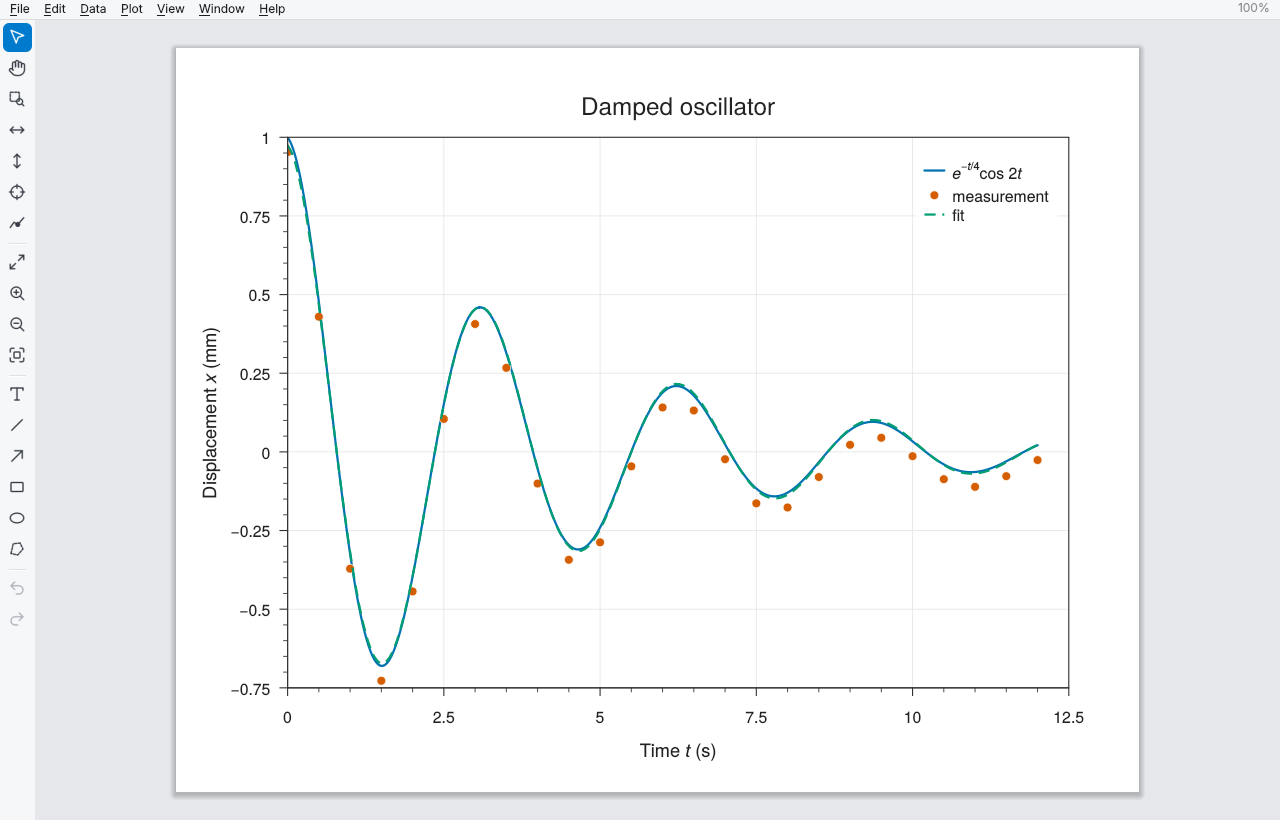 File Edit Data Plot View Window Help 100%
Damped oscillator
e−t/4cos 2t
measurement
fit
1
0.75
0.5
0.25
0
−0.25
−0.5
−0.75
Displacement x (mm)
0 2.5 5 7.5 10 12.5
Time t (s)